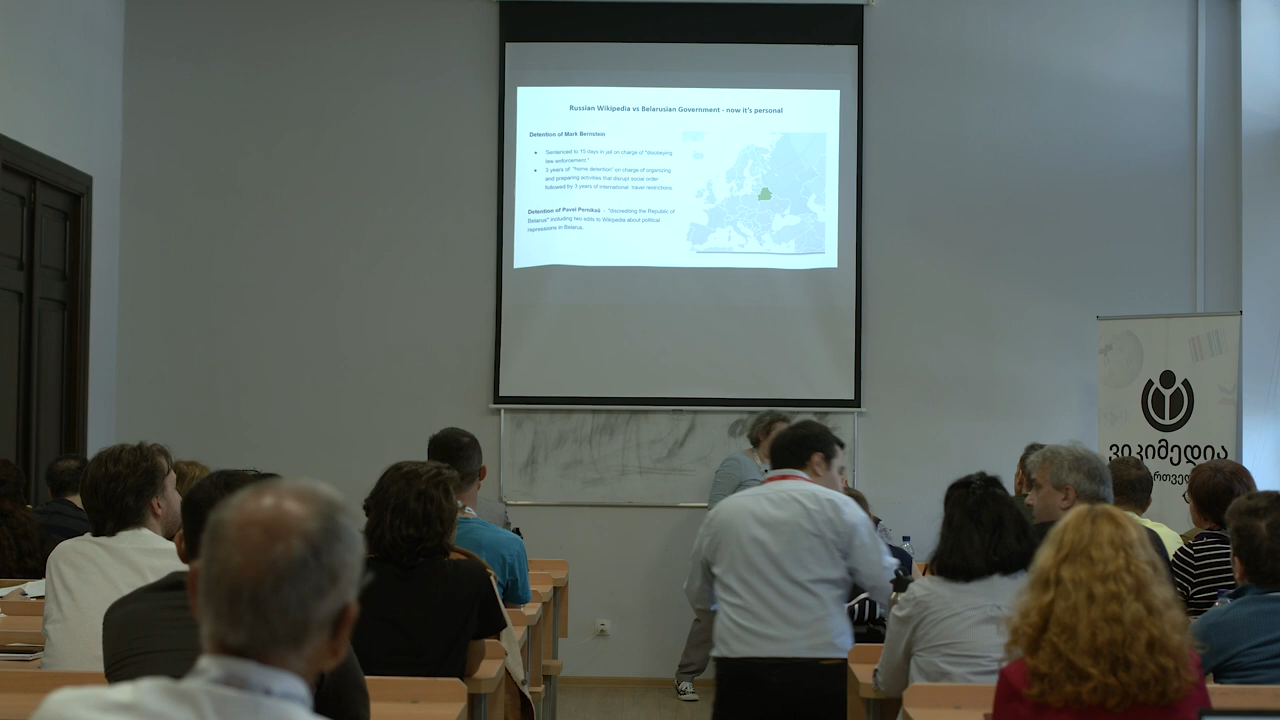 Russian Wikipedia vs Belarusian Government - now it's personal
Detention of Mark Bernstein
Sentenced to 15 days in jail on charge of "disobeying
law enforcement."
3 years of "home detention" on charge of organizing
and preparing activities that disrupt social order
followed by 3 years of international travel restrictions
Detention of Pavel Pernikaŭ - "discrediting the Republic of
Belarus" including two edits to Wikipedia about political
repressions in Belarus.
ვიკიმედია